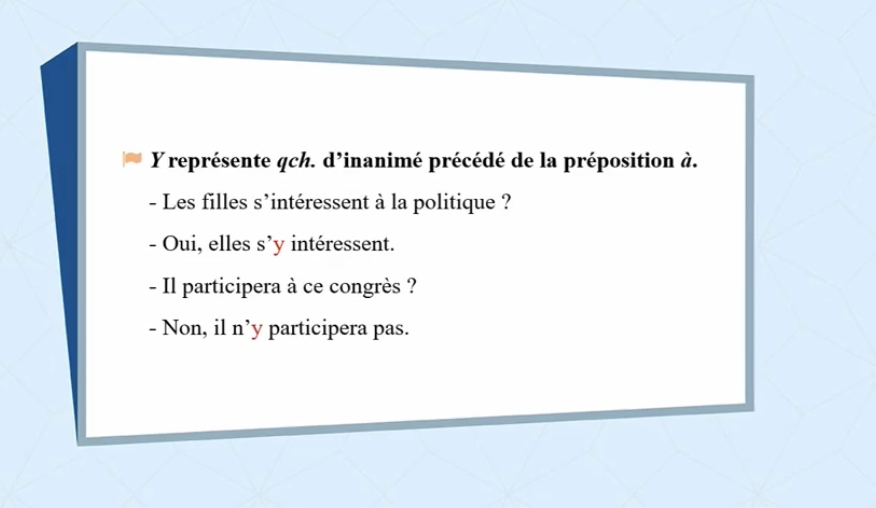 Y représente qch. d’inanimé précédé de la préposition à.
- Les filles s’intéressent à la politique ?
- Oui, elles s’y intéressent.
- Il participera à ce congrès ?
- Non, il n’y participera pas.